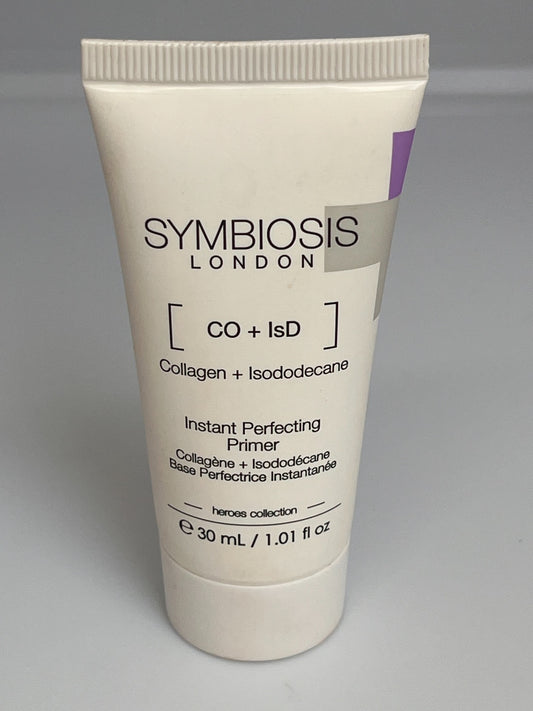 SYMBIOSIS
LONDON
[ CO + IsD ]
Collagen + Isododecane
Instant Perfecting
Primer
Collagène + Isododécane
Base Perfectrice Instantanée
heroes collection
℮ 30 mL / 1.01 fl oz